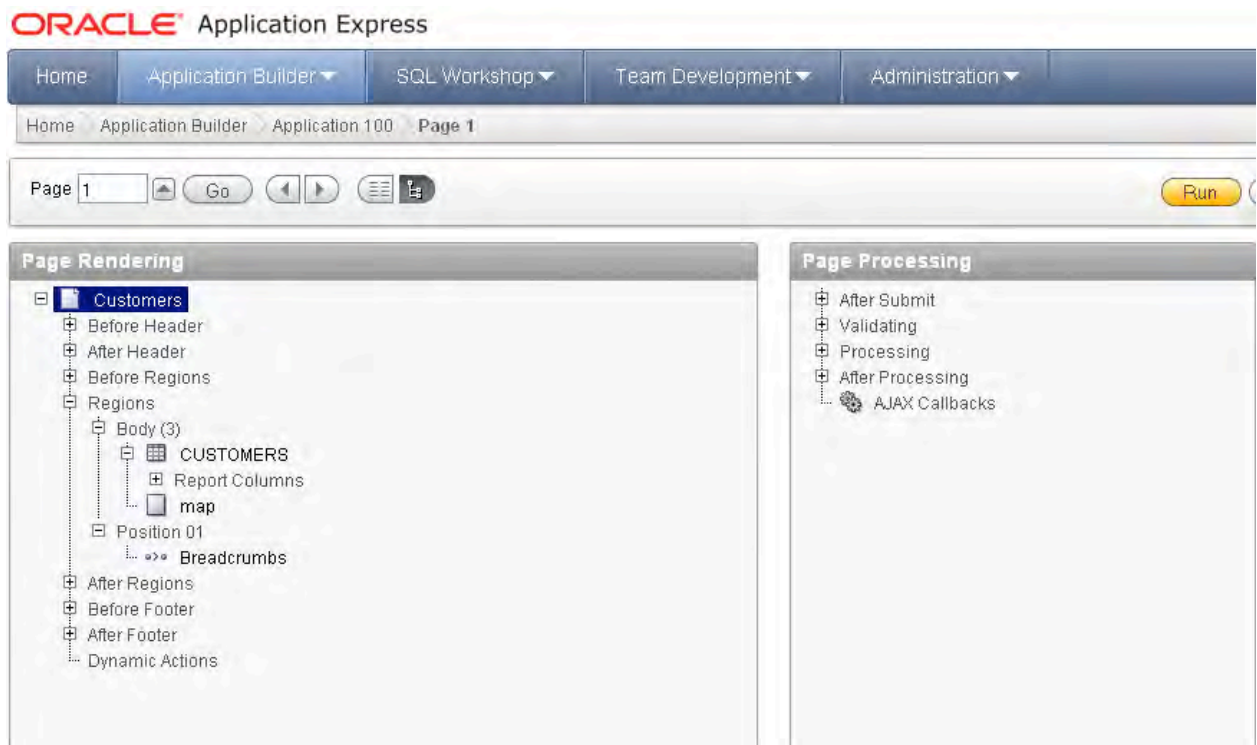 ORACLE Application Express
Home Application Builder SQL Workshop Team Development Administration
Home Application Builder Application 100 Page 1
Page 1 Go Run
Page Rendering
Customers
Before Header
After Header
Before Regions
Regions
Body (3)
CUSTOMERS
Report Columns
map
Position 01
Breadcrumbs
After Regions
Before Footer
After Footer
Dynamic Actions
Page Processing
After Submit
Validating
Processing
After Processing
AJAX Callbacks